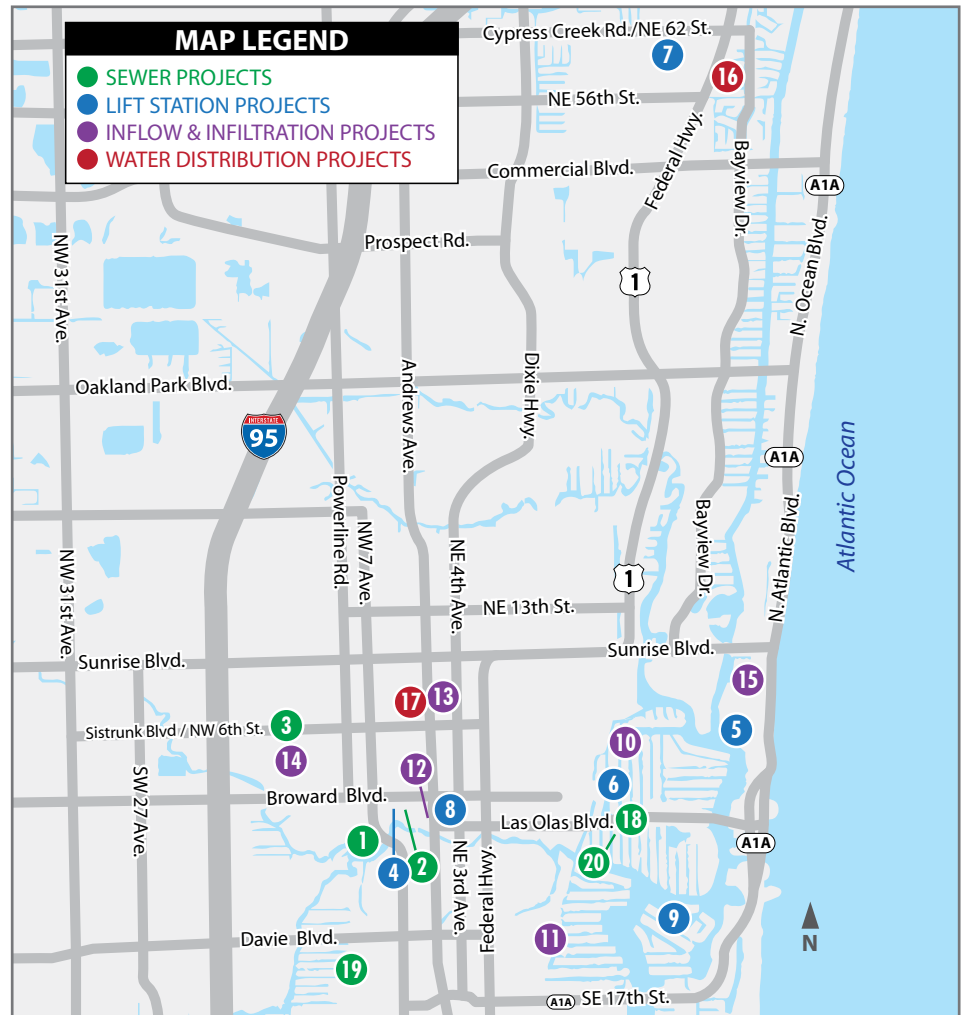 MAP LEGEND
SEWER PROJECTS
LIFT STATION PROJECTS
INFLOW & INFILTRATION PROJECTS
WATER DISTRIBUTION PROJECTS
Cypress Creek Rd./NE 62 St.
7
16
NE 56th St.
Federal Hwy.
Bayview Dr.
Commercial Blvd.
A1A
NW 31st Ave.
Prospect Rd.
N. Ocean Blvd.
1
Oakland Park Blvd.
Andrews Ave.
Dixie Hwy.
INTERSTATE
95
A1A
Atlantic Ocean
Powerline Rd.
NW 7 Ave.
NE 4th Ave.
Bayview Dr.
N. Atlantic Blvd.
NW 31st Ave.
1
NE 13th St.
Sunrise Blvd.
Sunrise Blvd.
15
17
13
Sistrunk Blvd / NW 6th St.
3
5
10
14
12
SW 27 Ave.
6
Broward Blvd.
8
Las Olas Blvd.
18
1
A1A
4
2
NE 3rd Ave.
Federal Hwy.
20
9
N
Davie Blvd.
11
19
A1A
SE 17th St.